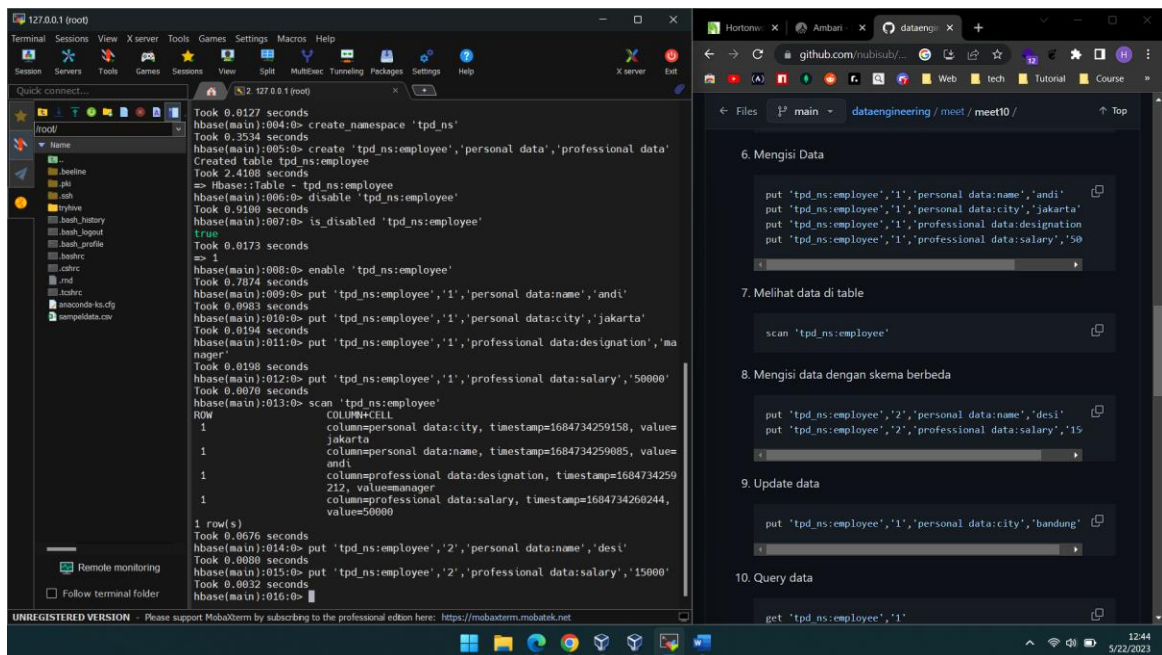 127.0.0.1 (root)
Terminal Sessions View X server Tools Games Settings Macros Help
Session Servers Tools Games Sessions View Split MultiExec Tunneling Packages Settings Help X server Exit
Quick connect...
2. 127.0.0.1 (root)
/root/
Name
..
.beeline
.pki
.ssh
tryhive
.bash_history
.bash_logout
.bash_profile
.bashrc
.cshrc
.rnd
.tcshrc
anaconda-ks.cfg
sampeldata.csv
Remote monitoring
Follow terminal folder
Took 0.0127 seconds
hbase(main):004:0> create_namespace 'tpd_ns'
Took 0.3534 seconds
hbase(main):005:0> create 'tpd_ns:employee','personal data','professional data'
Created table tpd_ns:employee
Took 2.4108 seconds
=> Hbase::Table - tpd_ns:employee
hbase(main):006:0> disable 'tpd_ns:employee'
Took 0.9100 seconds
hbase(main):007:0> is_disabled 'tpd_ns:employee'
true
Took 0.0173 seconds
=> 1
hbase(main):008:0> enable 'tpd_ns:employee'
Took 0.7874 seconds
hbase(main):009:0> put 'tpd_ns:employee','1','personal data:name','andi'
Took 0.0983 seconds
hbase(main):010:0> put 'tpd_ns:employee','1','personal data:city','jakarta'
Took 0.0194 seconds
hbase(main):011:0> put 'tpd_ns:employee','1','professional data:designation','ma
nager'
Took 0.0198 seconds
hbase(main):012:0> put 'tpd_ns:employee','1','professional data:salary','50000'
Took 0.0070 seconds
hbase(main):013:0> scan 'tpd_ns:employee'
ROW COLUMN+CELL
1 column=personal data:city, timestamp=1684734259158, value=
jakarta
1 column=personal data:name, timestamp=1684734259085, value=
andi
1 column=professional data:designation, timestamp=1684734259
212, value=manager
1 column=professional data:salary, timestamp=1684734260244,
value=50000
1 row(s)
Took 0.0676 seconds
hbase(main):014:0> put 'tpd_ns:employee','2','personal data:name','desi'
Took 0.0080 seconds
hbase(main):015:0> put 'tpd_ns:employee','2','professional data:salary','15000'
Took 0.0032 seconds
hbase(main):016:0>
UNREGISTERED VERSION - Please support MobaXterm by subscribing to the professional edition here: https://mobaxterm.mobatek.net
Hortonw Ambari - dataenge
github.com/nubisub/...
12
H
Web tech Tutorial Course
Files main dataengineering / meet / meet10 / Top
6. Mengisi Data
put 'tpd_ns:employee','1','personal data:name','andi'
put 'tpd_ns:employee','1','personal data:city','jakarta'
put 'tpd_ns:employee','1','personal data:designation
put 'tpd_ns:employee','1','professional data:salary','50
7. Melihat data di table
scan 'tpd_ns:employee'
8. Mengisi data dengan skema berbeda
put 'tpd_ns:employee','2','personal data:name','desi'
put 'tpd_ns:employee','2','professional data:salary','15
9. Update data
put 'tpd_ns:employee','1','personal data:city','bandung'
10. Query data
get 'tpd_ns:employee','1'
12:44
5/22/2023